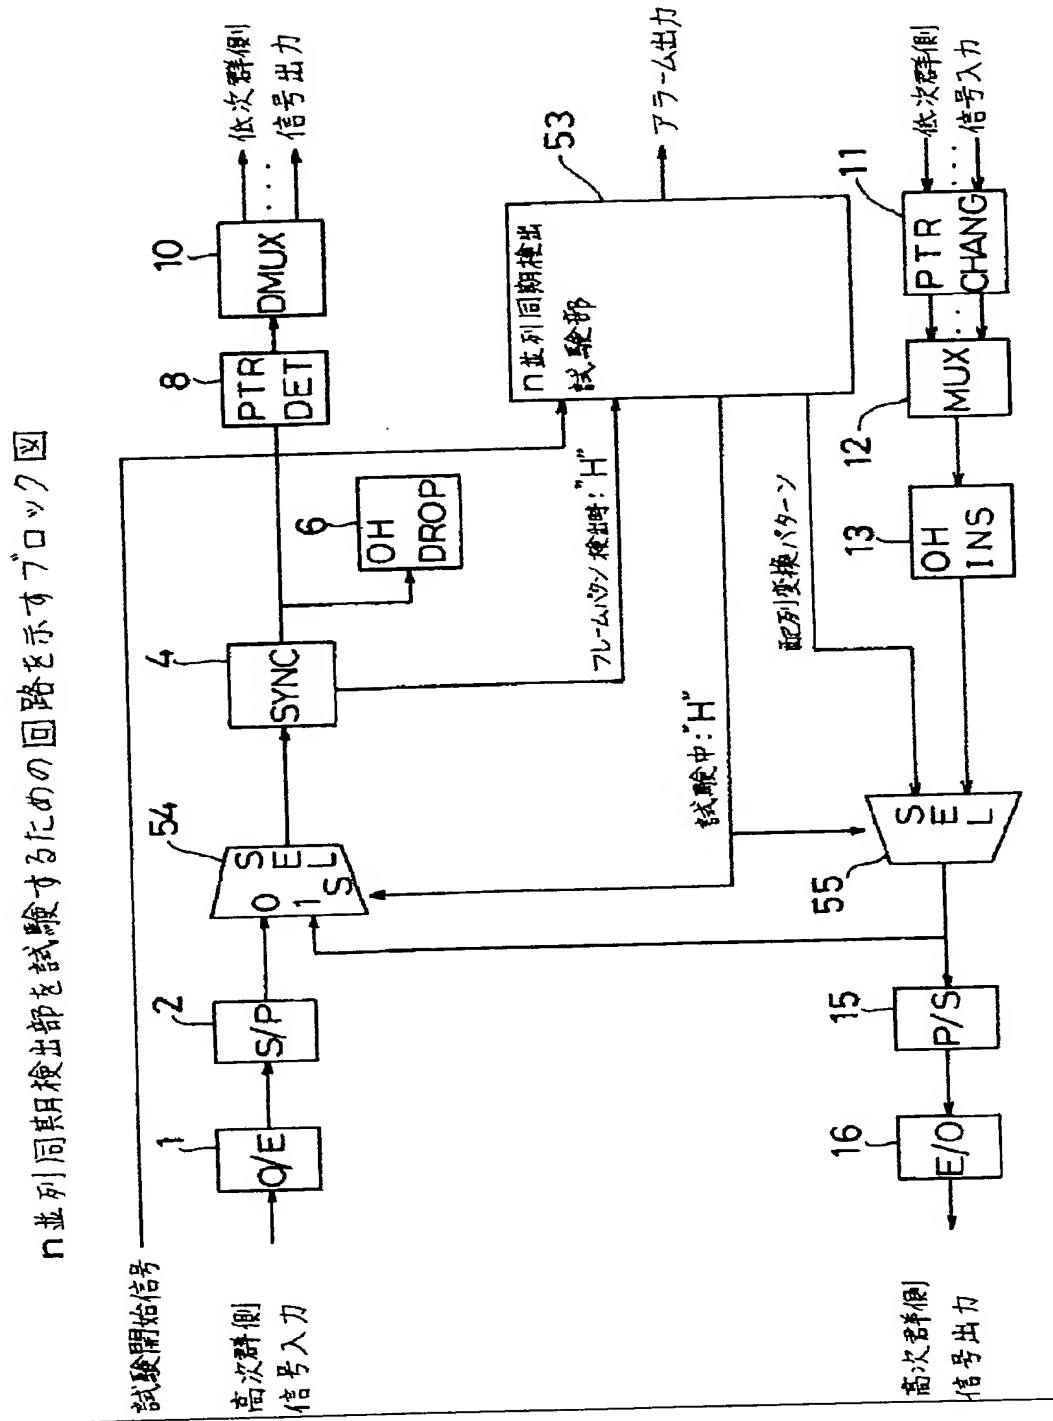 n並列同期検出部を試験するための回路を示すブロック図
試験開始信号
高次群側
信号入力
1
O/E
2
S/P
54
0
1
SEL
S
4
SYNC
6
OH
DROP
8
PTR
DET
10
DMUX
低次群側
信号出力
フレームパタン検出時:"H"
試験中:"H"
配列変換パターン
n並列同期検出
試験部
53
アラーム出力
高次群側
信号出力
16
E/O
15
P/S
55
SEL
13
OH
INS
12
MUX
11
PTR
CHANG
低次群側
信号入力